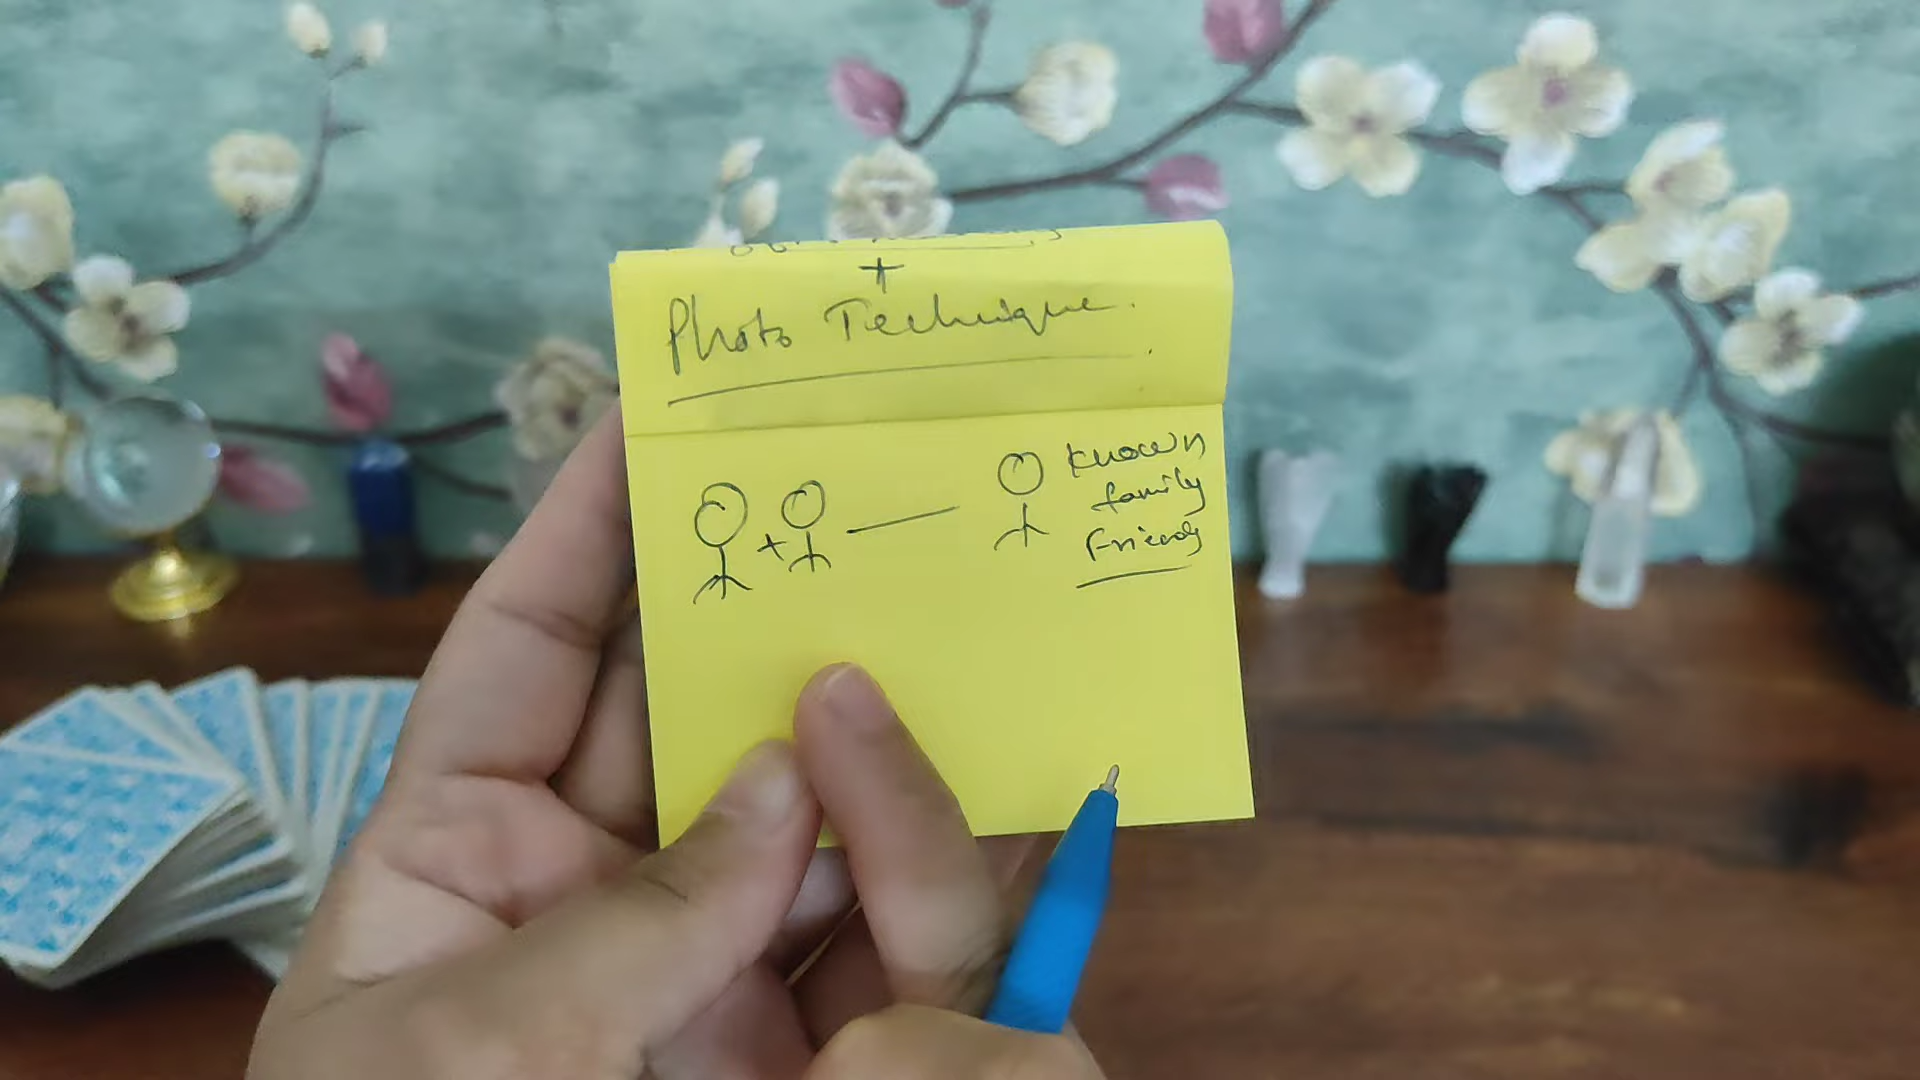 +
Photo Technique.
+
known
family
Friends